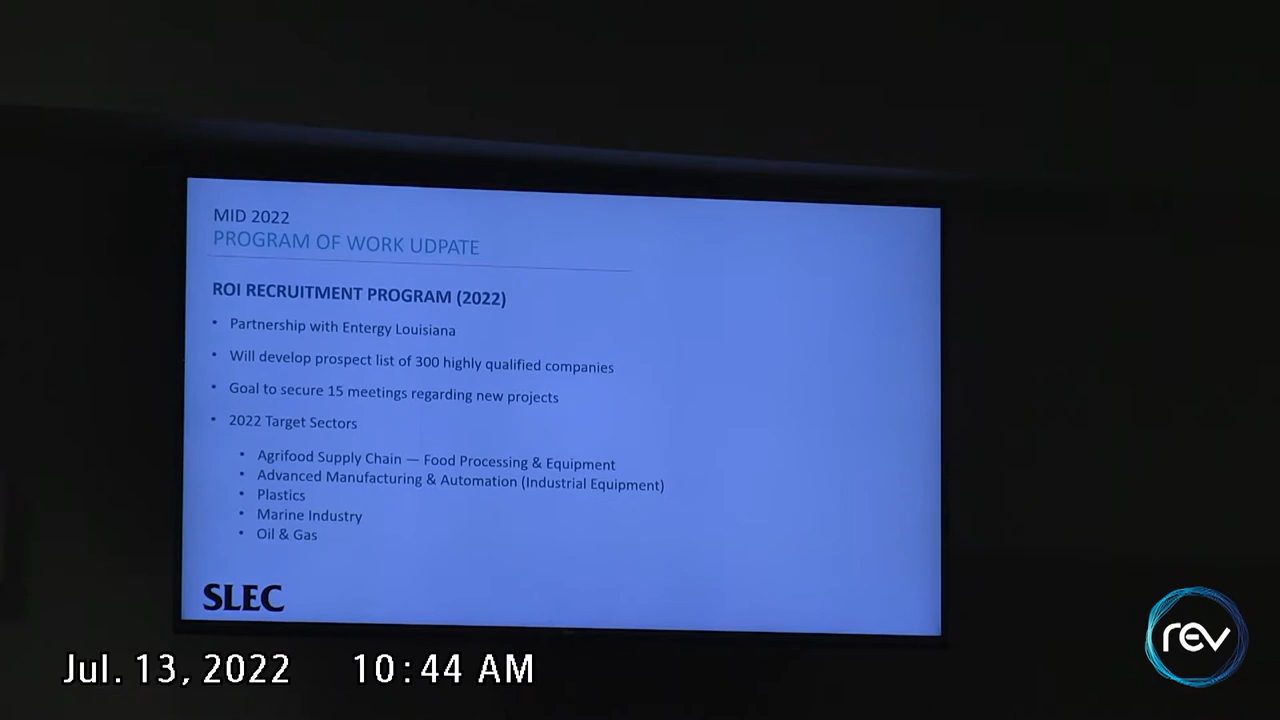 MID 2022
PROGRAM OF WORK UDPATE
ROI RECRUITMENT PROGRAM (2022)
• Partnership with Entergy Louisiana
• Will develop prospect list of 300 highly qualified companies
• Goal to secure 15 meetings regarding new projects
• 2022 Target Sectors
• Agrifood Supply Chain — Food Processing & Equipment
• Advanced Manufacturing & Automation (Industrial Equipment)
• Plastics
• Marine Industry
• Oil & Gas
SLEC
rev
Jul. 13, 2022 10:44 AM